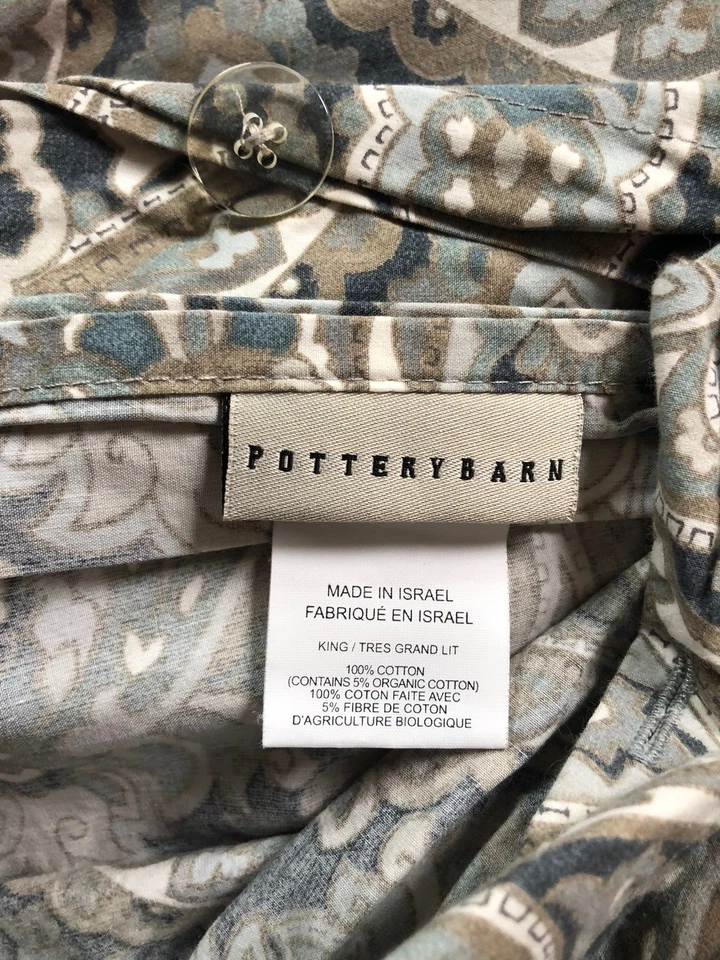 POTTERYBARN
MADE IN ISRAEL
FABRIQUÉ EN ISRAEL
KING / TRES GRAND LIT
100% COTTON
(CONTAINS 5% ORGANIC COTTON)
100% COTON FAITE AVEC
5% FIBRE DE COTON
D'AGRICULTURE BIOLOGIQUE